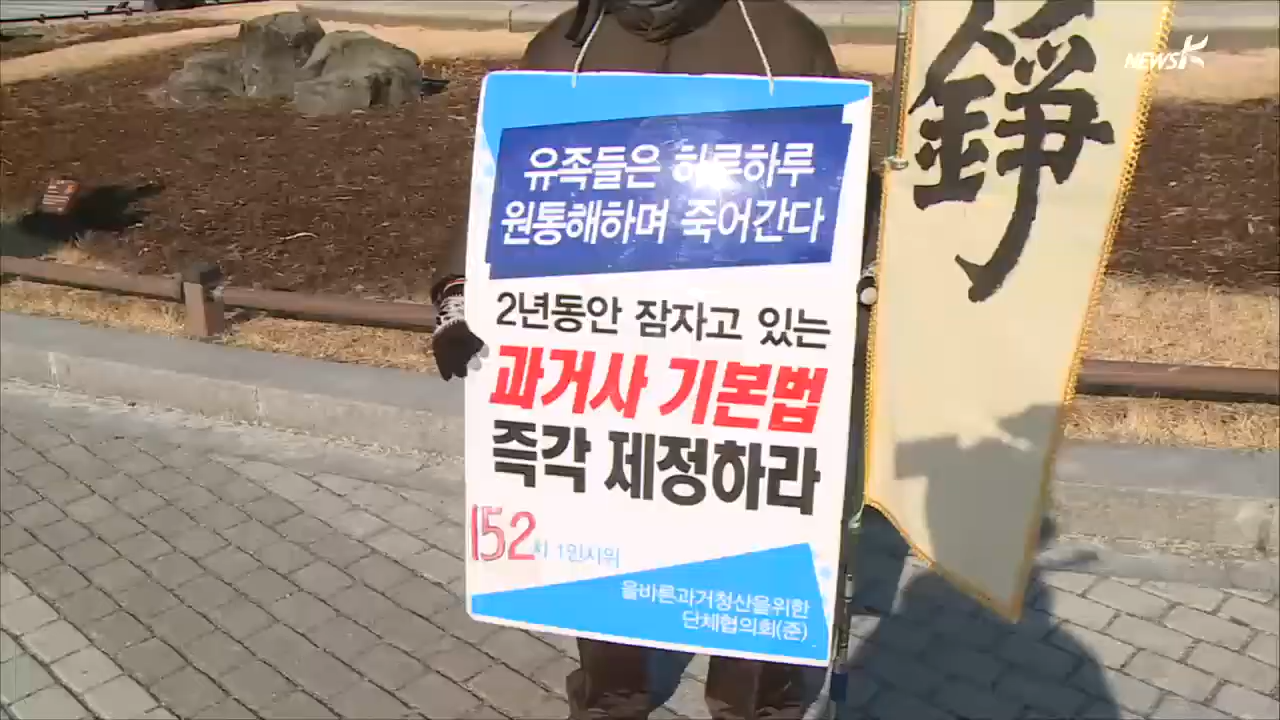 NEWSK
유족들은 하루하루
원통해하며 죽어간다
2년동안 잠자고 있는
과거사 기본법
즉각 제정하라
152차 1인시위
올바른과거청산을위한
단체협의회(준)
錚